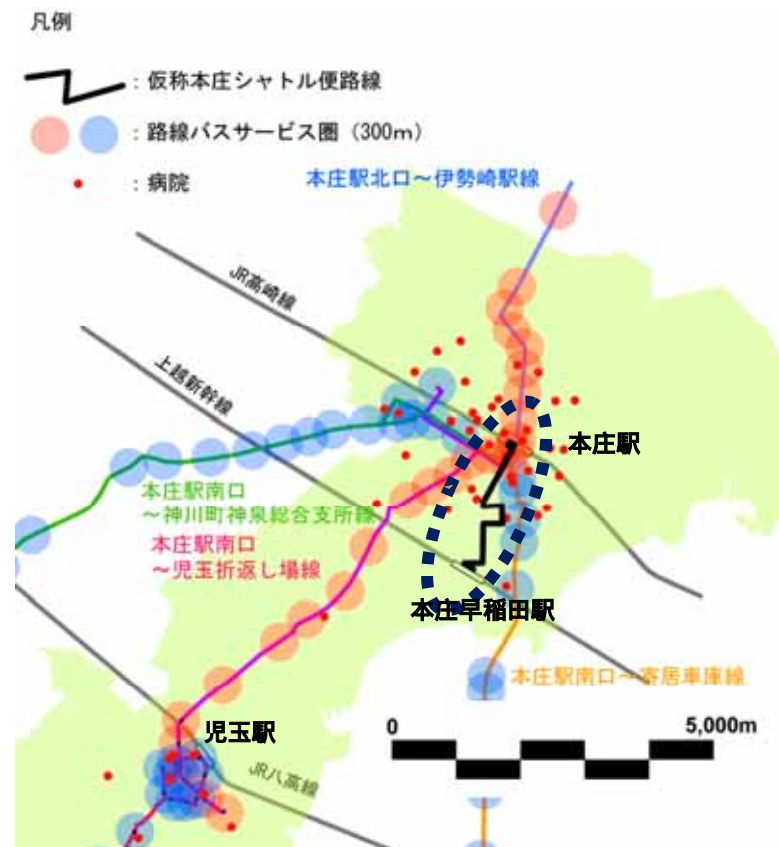 凡例
：仮称本庄シャトル便路線
：路線バスサービス圏（300m）
：病院
本庄駅北口～伊勢崎駅線
JR高崎線
上越新幹線
本庄駅
本庄駅南口
～神川町神泉総合支所線
本庄駅南口
～児玉折返し場線
本庄早稲田駅
本庄駅南口～寄居車庫線
児玉駅
0
5,000m
JR八高線